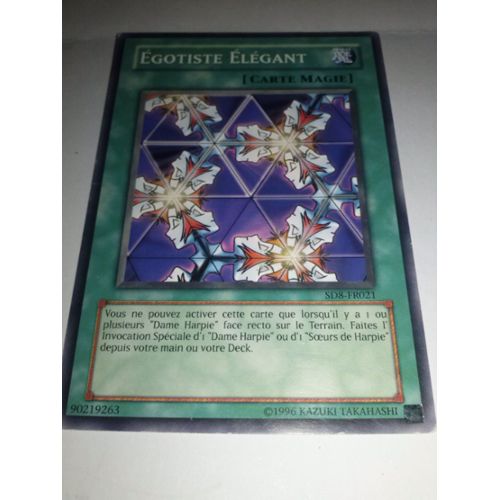 Égotiste Élégant
[Carte Magie]
SD8-FR021
Vous ne pouvez activer cette carte que lorsqu'il y a 1 ou
plusieurs "Dame Harpie" face recto sur le Terrain. Faites l'
Invocation Spéciale d'1 "Dame Harpie" ou d'1 "Sœurs de Harpie"
depuis votre main ou votre Deck.
90219263
©1996 KAZUKI TAKAHASHI